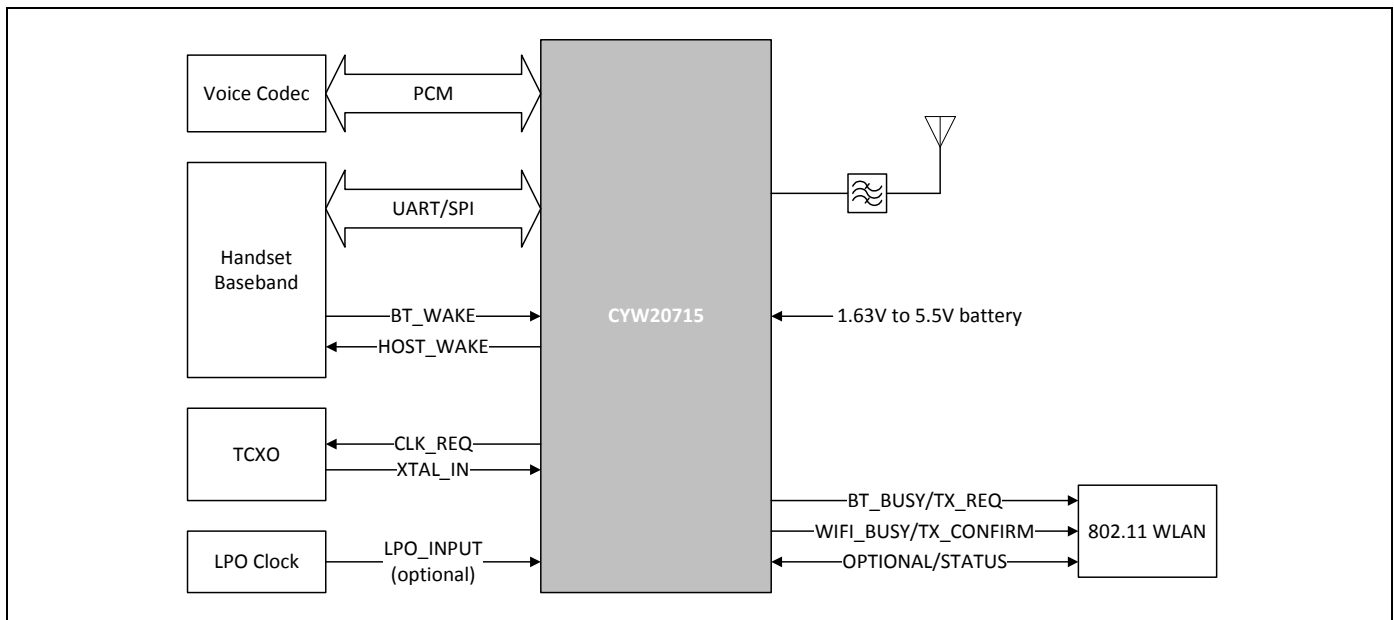 Voice Codec
PCM
UART/SPI
Handset
Baseband
BT_WAKE
HOST_WAKE
CYW20715
1.63V to 5.5V battery
TCXO
CLK_REQ
XTAL_IN
LPO Clock
LPO_INPUT
(optional)
BT_BUSY/TX_REQ
WIFI_BUSY/TX_CONFIRM
OPTIONAL/STATUS
802.11 WLAN